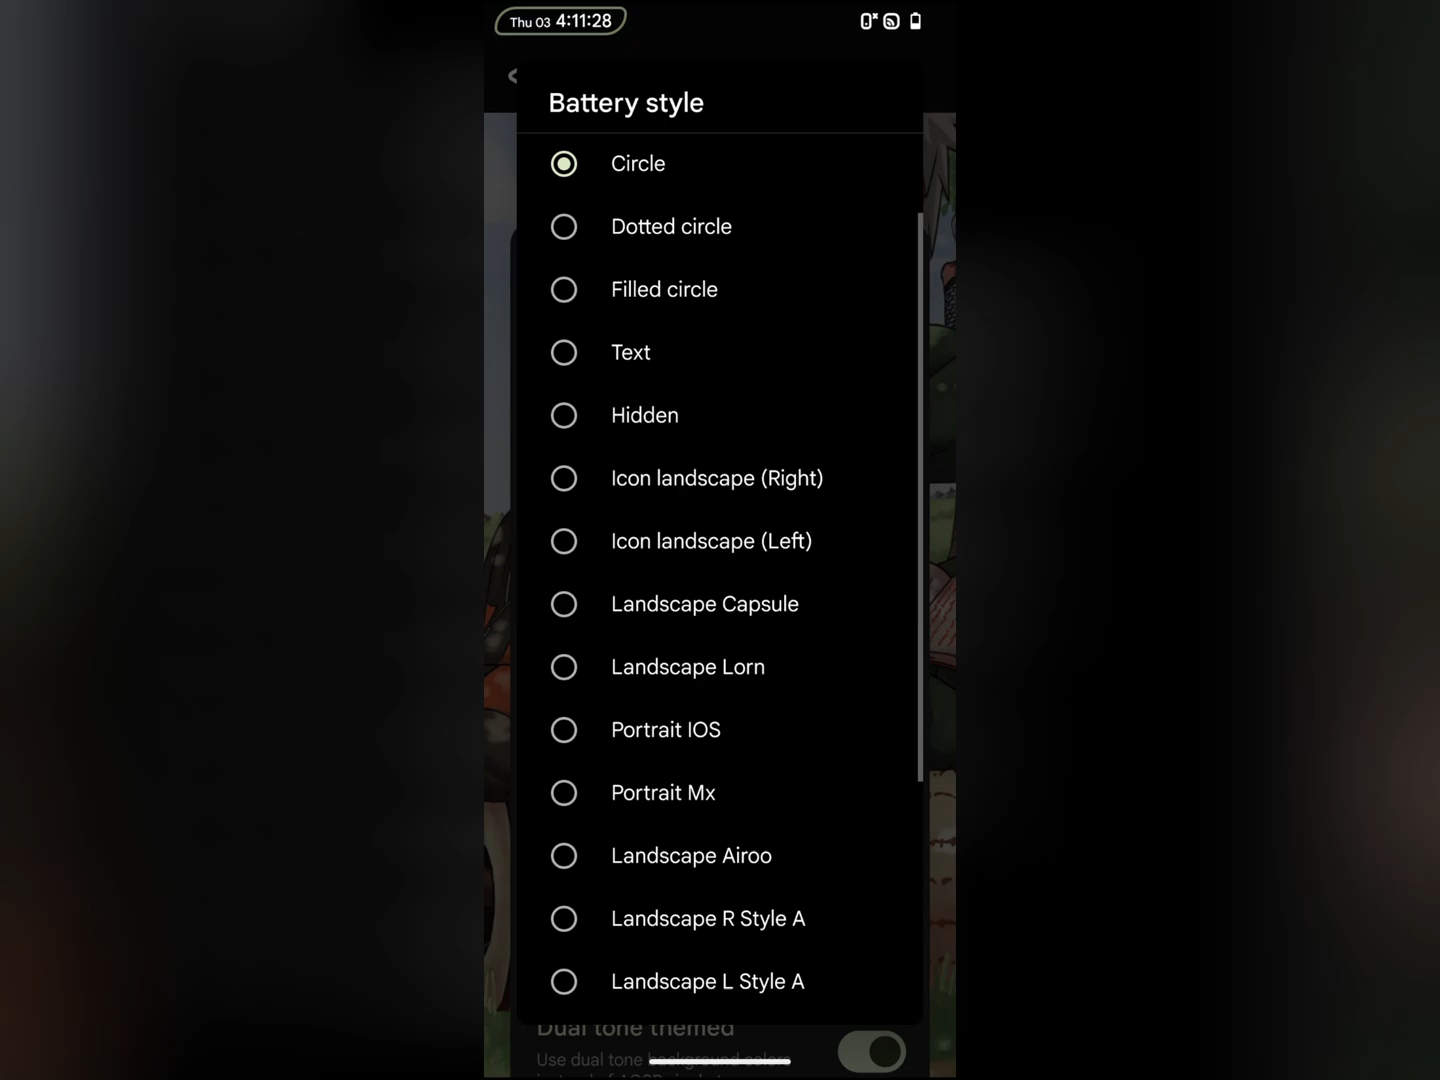 Thu 03 4:11:28
Battery style
Circle
Dotted circle
Filled circle
Text
Hidden
Icon landscape (Right)
Icon landscape (Left)
Landscape Capsule
Landscape Lorn
Portrait IOS
Portrait Mx
Landscape Airoo
Landscape R Style A
Landscape L Style A
Dual tone themed
Use dual tone background colors